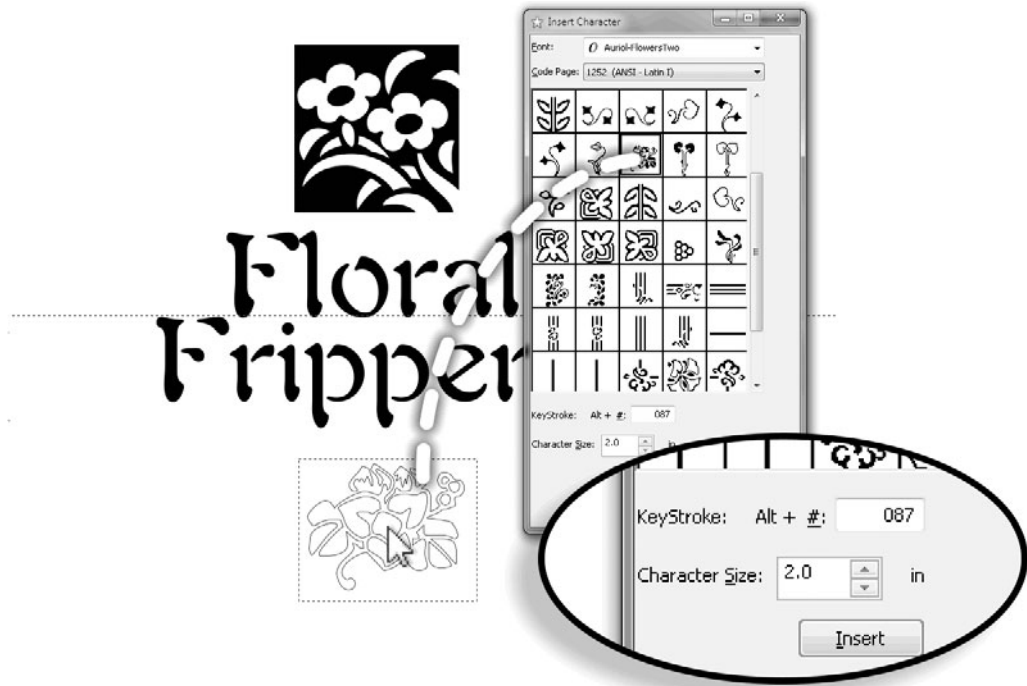 Insert Character
Font: O Auriol-FlowersTwo
Code Page: 1252 (ANSI - Latin I)
Floral
Fripper
KeyStroke: Alt + #: 087
Character Size: 2.0 in
KeyStroke: Alt + #: 087
Character Size: 2.0 in
Insert